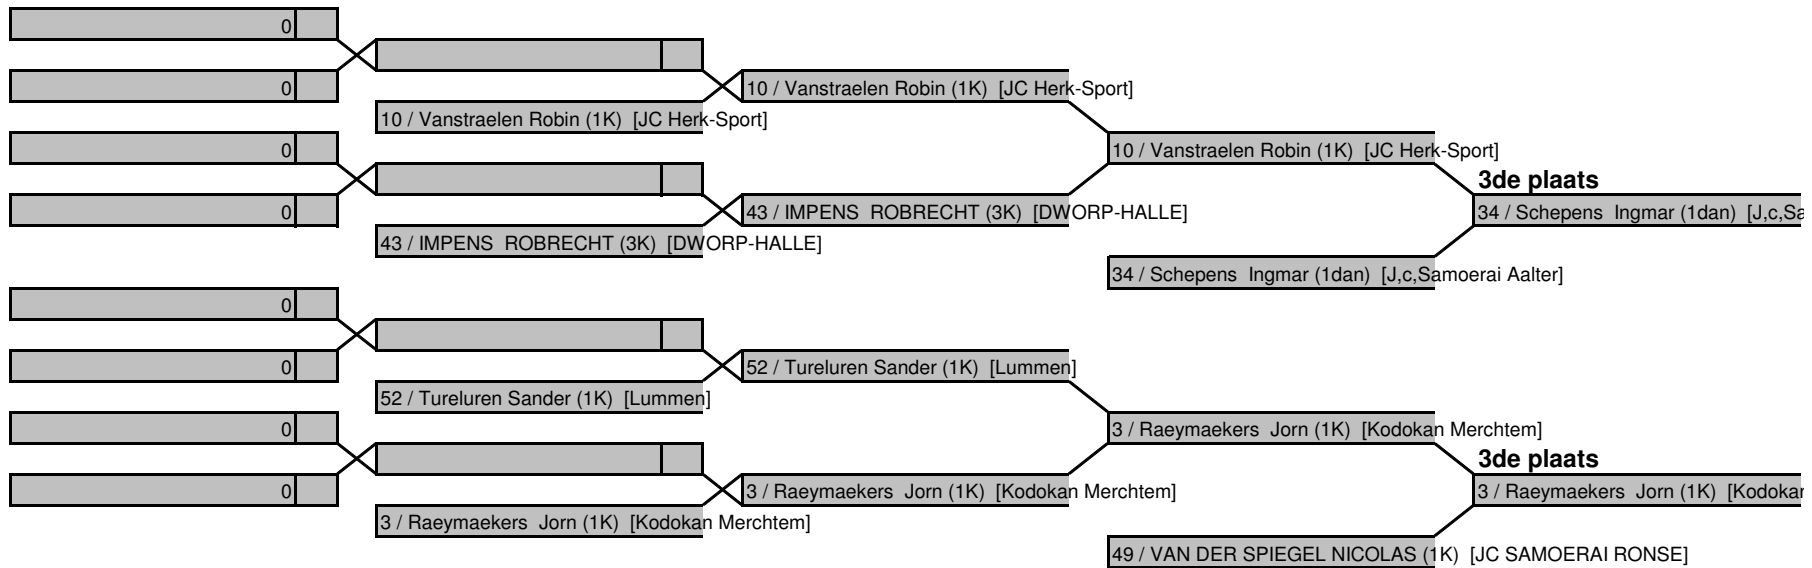 0
0
10 / Vanstraelen Robin (1K) [JC Herk-Sport]
10 / Vanstraelen Robin (1K) [JC Herk-Sport]
0
10 / Vanstraelen Robin (1K) [JC Herk-Sport]
3de plaats
0
43 / IMPENS ROBRECHT (3K) [DWORP-HALLE]
34 / Schepens Ingmar (1dan) [J,c,Sa
43 / IMPENS ROBRECHT (3K) [DWORP-HALLE]
34 / Schepens Ingmar (1dan) [J,c,Samoerai Aalter]
0
0
52 / Tureluren Sander (1K) [Lummen]
52 / Tureluren Sander (1K) [Lummen]
0
3 / Raeymaekers Jorn (1K) [Kodokan Merchtem]
3de plaats
0
3 / Raeymaekers Jorn (1K) [Kodokan Merchtem]
3 / Raeymaekers Jorn (1K) [Kodokan
3 / Raeymaekers Jorn (1K) [Kodokan Merchtem]
49 / VAN DER SPIEGEL NICOLAS (1K) [JC SAMOERAI RONSE]